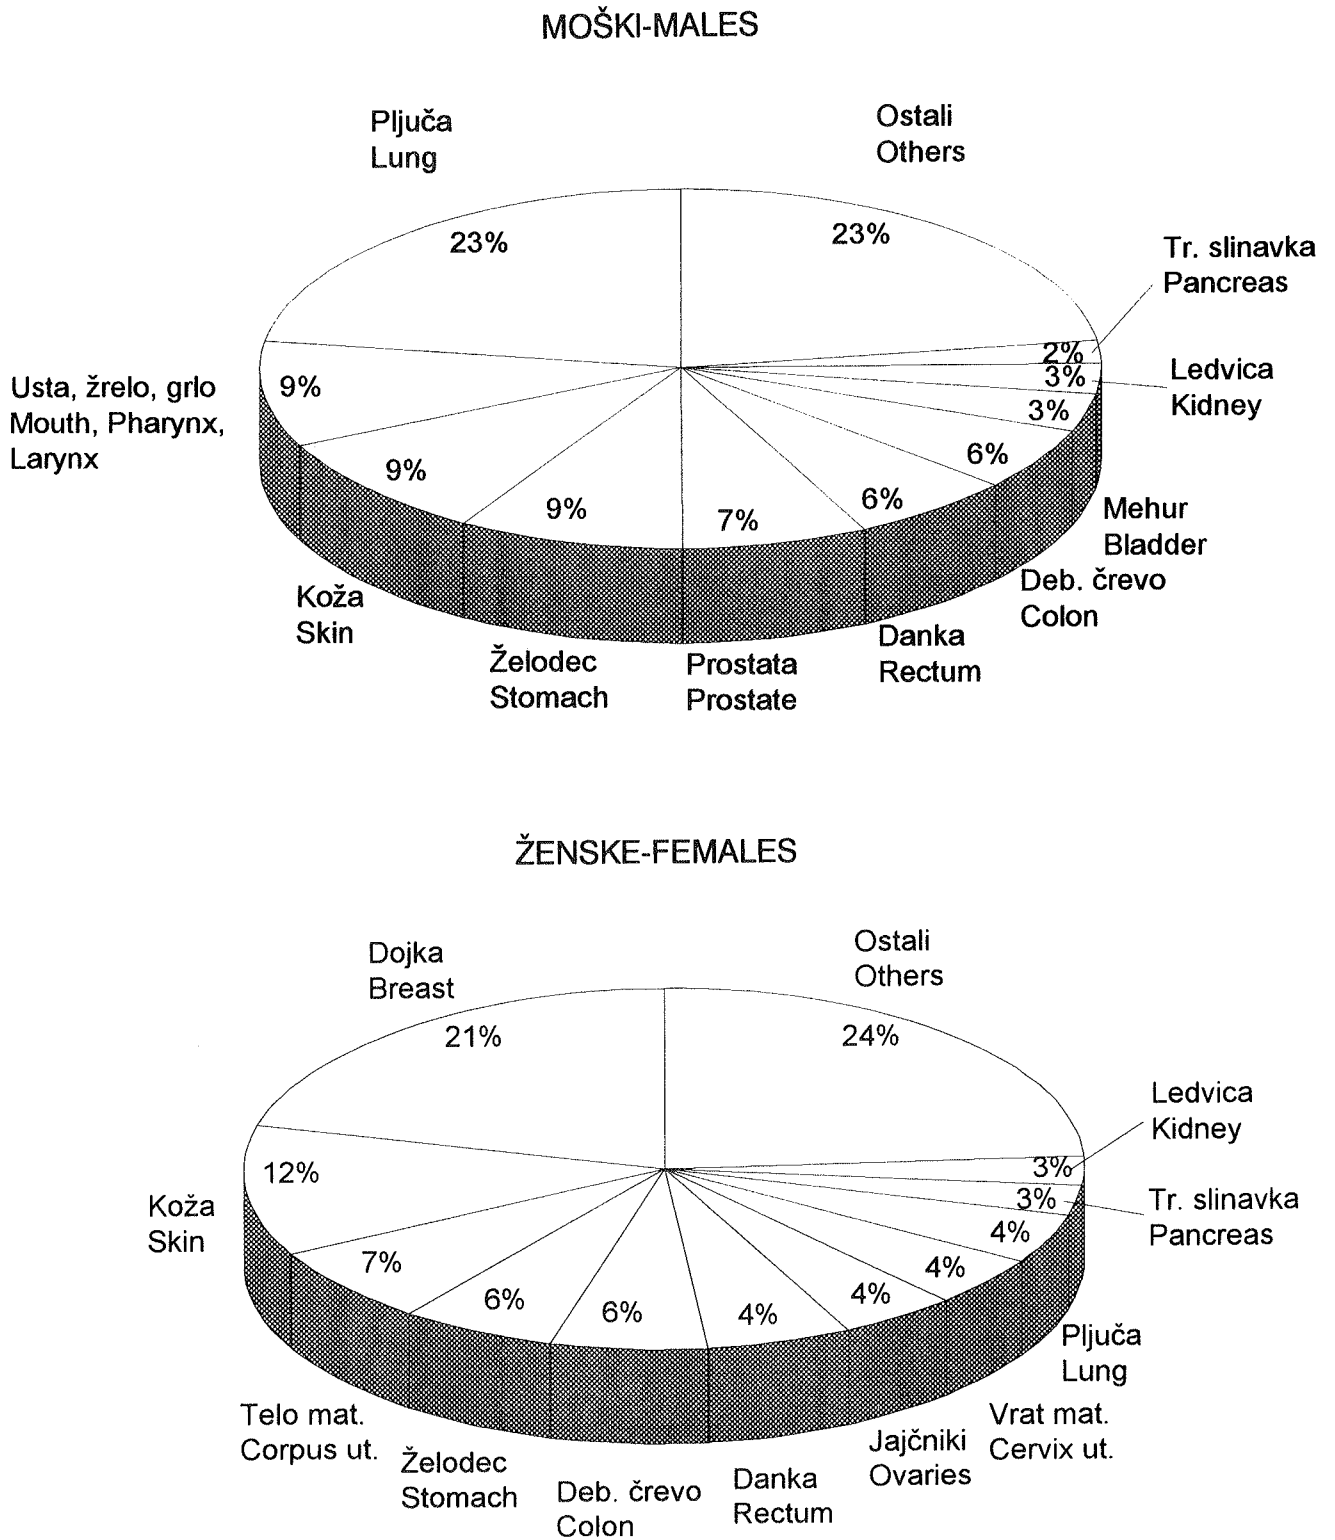 MOŠKI-MALES
Pljuča
Lung
Ostali
Others
23%
23%
Tr. slinavka
Pancreas
2%
Ledvica
Kidney
3%
Usta, žrelo, grlo
Mouth, Pharynx,
Larynx
9%
3%
9%
6%
9%
7%
6%
Mehur
Bladder
Deb. črevo
Colon
Koža
Skin
Danka
Rectum
Želodec
Stomach
Prostata
Prostate
ŽENSKE-FEMALES
Dojka
Breast
Ostali
Others
21%
24%
Ledvica
Kidney
3%
12%
Tr. slinavka
Pancreas
3%
Koža
Skin
4%
7%
4%
6%
6%
4%
4%
Pljuča
Lung
Telo mat.
Corpus ut.
Vrat mat.
Cervix ut.
Jajčniki
Ovaries
Želodec
Stomach
Danka
Rectum
Deb. črevo
Colon